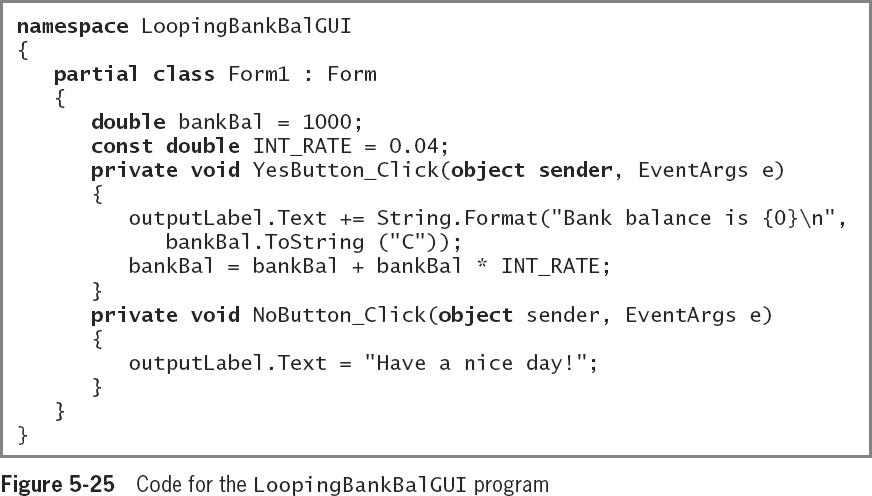 namespace LoopingBankBalGUI
{
   partial class Form1 : Form
   {
      double bankBal = 1000;
      const double INT_RATE = 0.04;
      private void YesButton_Click(object sender, EventArgs e)
      {
         outputLabel.Text += String.Format("Bank balance is {0}\n",
            bankBal.ToString ("C"));
         bankBal = bankBal + bankBal * INT_RATE;
      }
      private void NoButton_Click(object sender, EventArgs e)
      {
         outputLabel.Text = "Have a nice day!";
      }
   }
}
Figure 5-25 Code for the LoopingBankBalGUI program